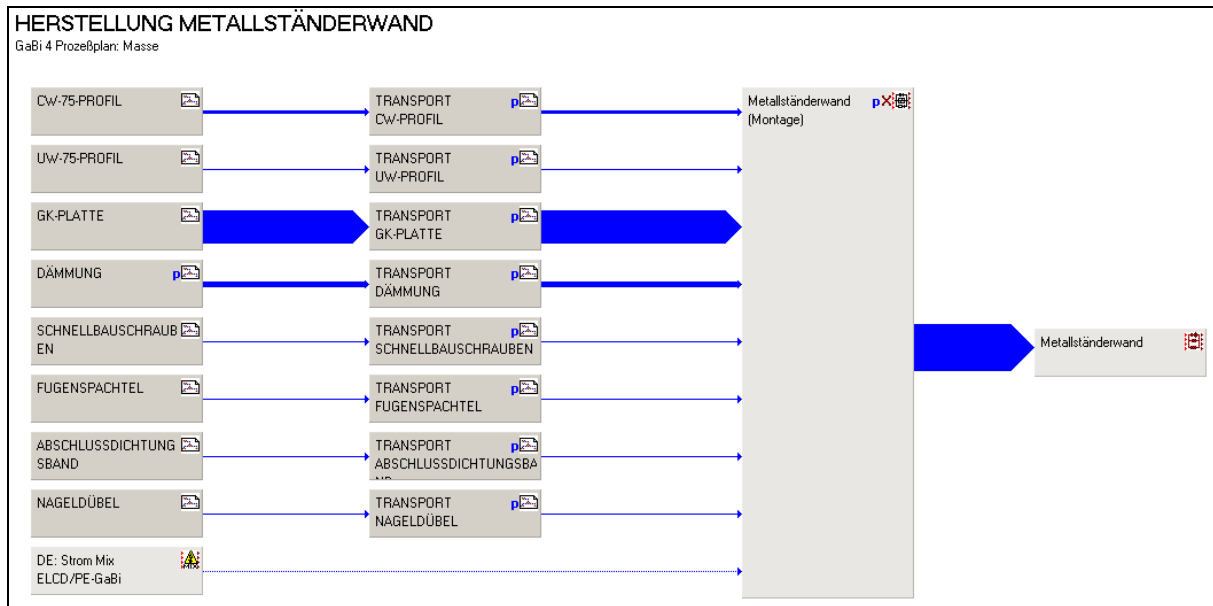 HERSTELLUNG METALLSTÄNDERWAND
GaBi 4 Prozeßplan: Masse
CW-75-PROFIL
TRANSPORT p
CW-PROFIL
Metallständerwand pX
(Montage)
UW-75-PROFIL
TRANSPORT p
UW-PROFIL
GK-PLATTE
TRANSPORT p
GK-PLATTE
DÄMMUNG p
TRANSPORT p
DÄMMUNG
SCHNELLBAUSCHRAUB
EN
TRANSPORT p
SCHNELLBAUSCHRAUBEN
Metallständerwand
FUGENSPACHTEL
TRANSPORT p
FUGENSPACHTEL
ABSCHLUSSDICHTUNG
SBAND
TRANSPORT p
ABSCHLUSSDICHTUNGSBA
NAGELDÜBEL
TRANSPORT p
NAGELDÜBEL
DE: Strom Mix
ELCD/PE-GaBi